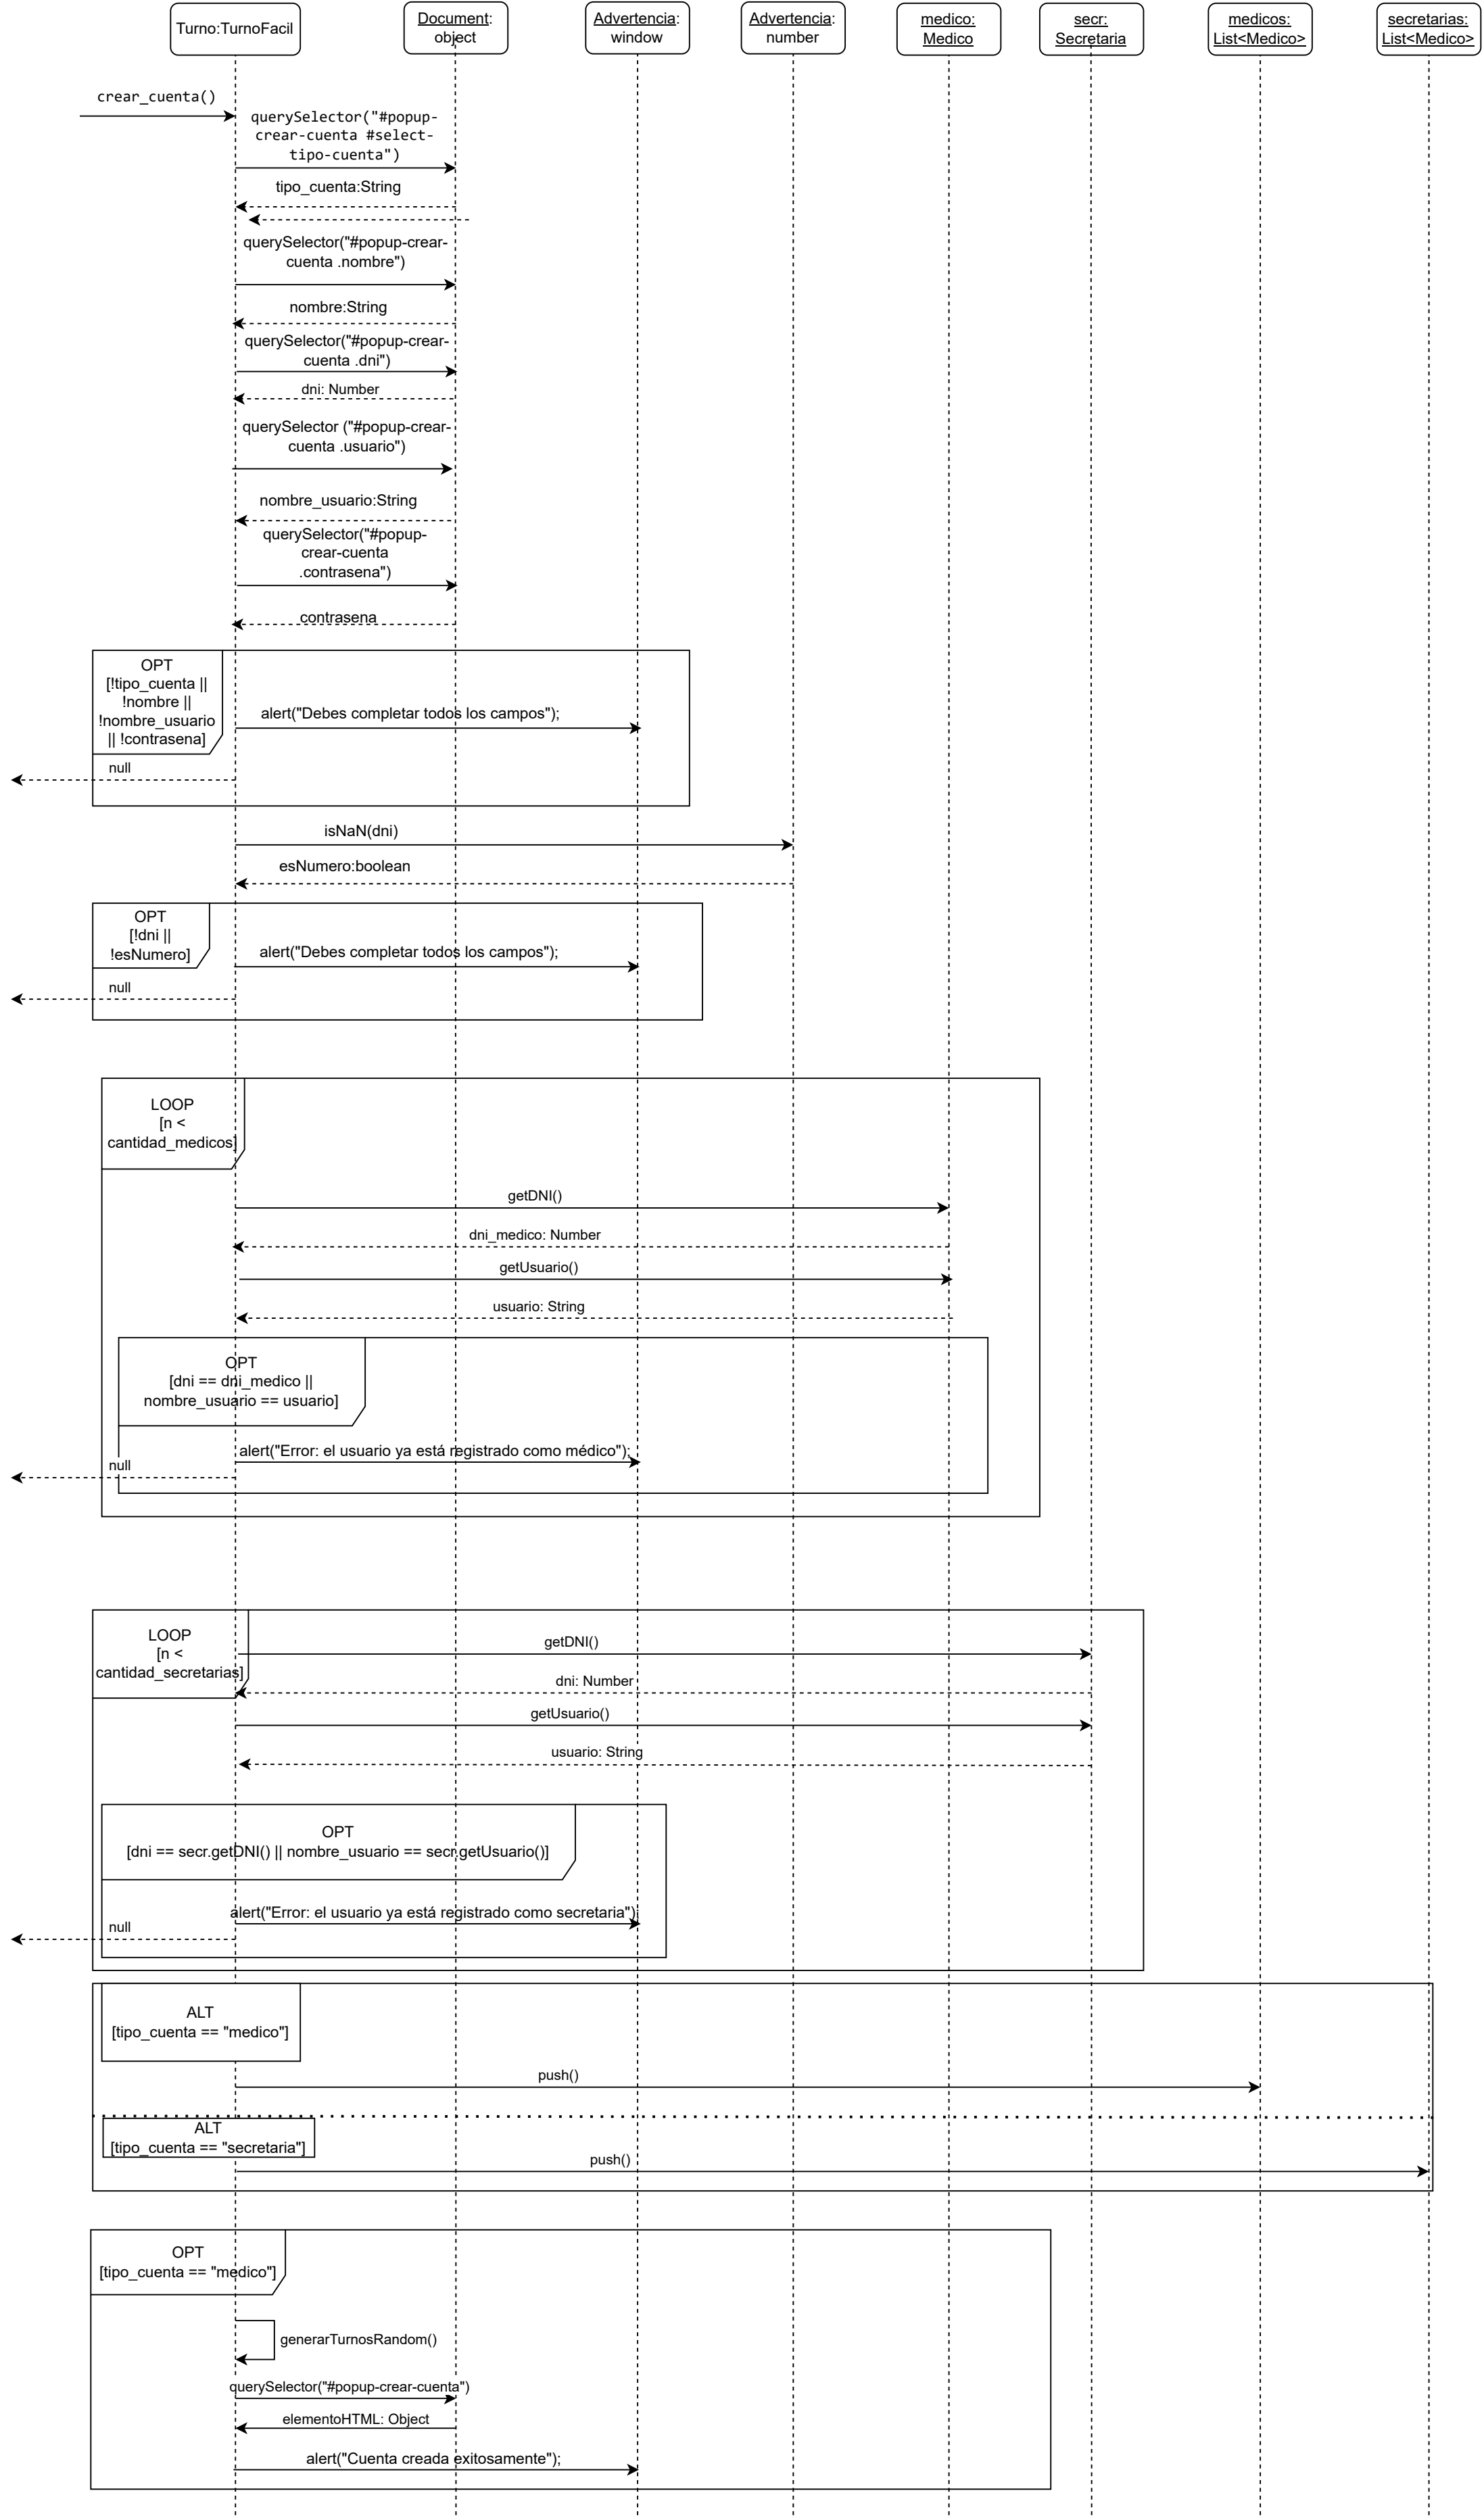 Turno:TurnoFacil
Document:
object
Advertencia:
window
Advertencia:
number
medico:
Medico
secr:
Secretaria
medicos:
List<Medico>
secretarias:
List<Medico>
crear_cuenta()
querySelector("#popup-
crear-cuenta #select-
tipo-cuenta")
tipo_cuenta:String
querySelector("#popup-crear-
cuenta .nombre")
nombre:String
querySelector("#popup-crear-
cuenta .dni")
dni: Number
querySelector ("#popup-crear-
cuenta .usuario")
nombre_usuario:String
querySelector("#popup-
crear-cuenta
.contrasena")
contrasena
OPT
[!tipo_cuenta ||
!nombre ||
!nombre_usuario
|| !contrasena]
alert("Debes completar todos los campos");
null
isNaN(dni)
esNumero:boolean
OPT
[!dni ||
!esNumero]
alert("Debes completar todos los campos");
null
LOOP
[n <
cantidad_medicos]
getDNI()
dni_medico: Number
getUsuario()
usuario: String
OPT
[dni == dni_medico ||
nombre_usuario == usuario]
alert("Error: el usuario ya está registrado como médico");
null
LOOP
[n <
cantidad_secretarias]
getDNI()
dni: Number
getUsuario()
usuario: String
OPT
[dni == secr.getDNI() || nombre_usuario == secr.getUsuario()]
alert("Error: el usuario ya está registrado como secretaria");
null
ALT
[tipo_cuenta == "medico"]
push()
ALT
[tipo_cuenta == "secretaria"]
push()
OPT
[tipo_cuenta == "medico"]
generarTurnosRandom()
querySelector("#popup-crear-cuenta")
elementoHTML: Object
alert("Cuenta creada exitosamente");